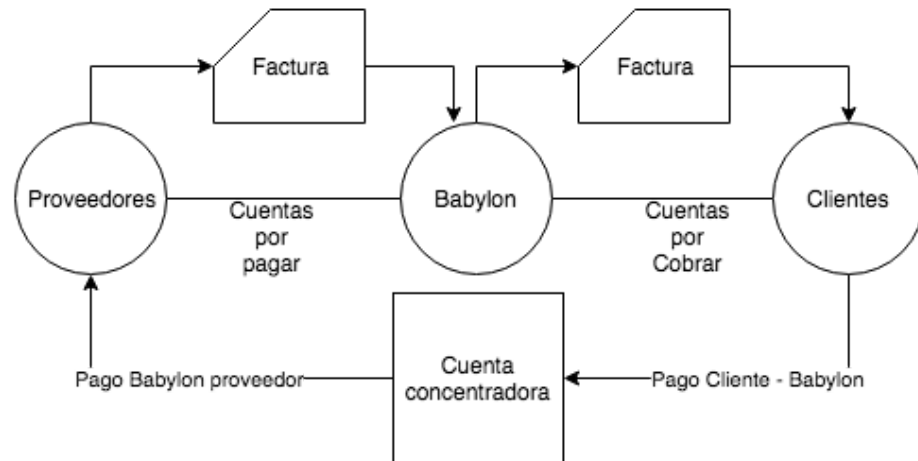 Factura
Factura
Proveedores
Cuentas
por
pagar
Babylon
Cuentas
por
Cobrar
Clientes
Pago Babylon proveedor
Cuenta
concentradora
Pago Cliente - Babylon